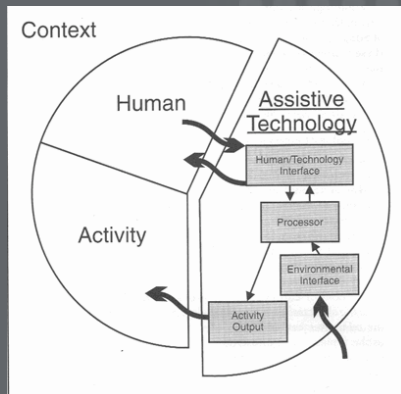 Context
Human
Assistive
Technology
Human/Technology
Interface
Processor
Activity
Environmental
Interface
Activity
Output